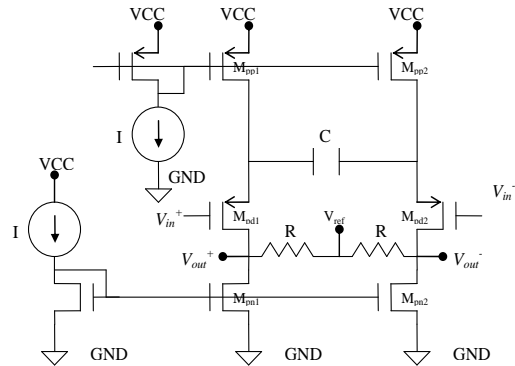 VCC VCC VCC
M_pp1 M_pp2
I
C
VCC GND
V_in^+ M_pd1 M_pd2 V_in^-
I
R V_ref R
V_out^+ V_out^-
M_pn1 M_pn2
GND GND GND